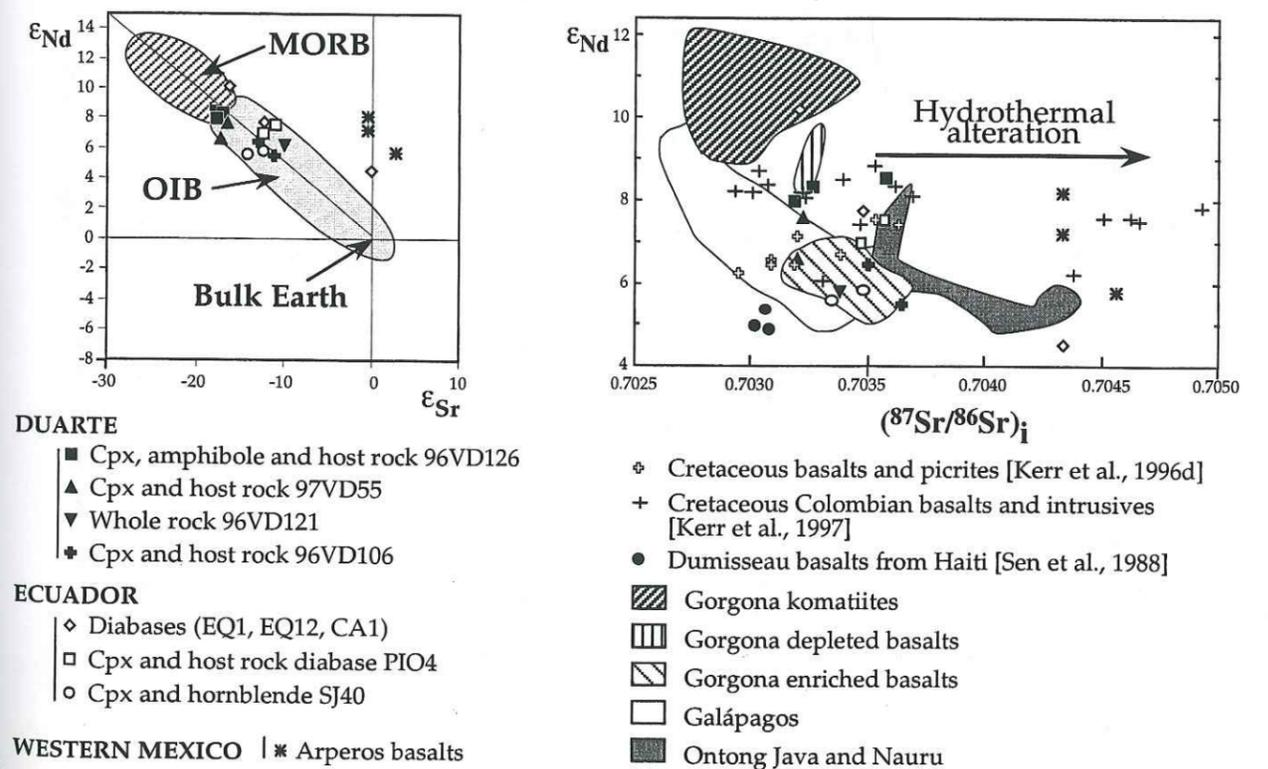 εNd
14
12
10
8
6
4
2
0
-2
-4
-6
-8
-30
-20
-10
0
10
εSr
MORB
OIB
Bulk Earth
εNd
12
10
8
6
4
0.7025
0.7030
0.7035
0.7040
0.7045
0.7050
(⁸⁷Sr/⁸⁶Sr)i
Hydrothermal
alteration
DUARTE
Cpx, amphibole and host rock 96VD126
Cpx and host rock 97VD55
Whole rock 96VD121
Cpx and host rock 96VD106
ECUADOR
Diabases (EQ1, EQ12, CA1)
Cpx and host rock diabase PIO4
Cpx and hornblende SJ40
WESTERN MEXICO
Arperos basalts
Cretaceous basalts and picrites [Kerr et al., 1996d]
Cretaceous Colombian basalts and intrusives
[Kerr et al., 1997]
Dumisseau basalts from Haiti [Sen et al., 1988]
Gorgona komatiites
Gorgona depleted basalts
Gorgona enriched basalts
Galápagos
Ontong Java and Nauru